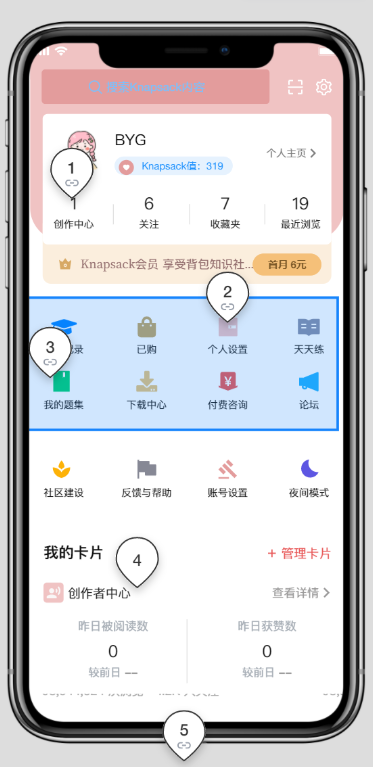 BYG
Knapsack值：319
个人主页
1
1 6 7 19
创作中心 关注 收藏夹 最近浏览
Knapsack会员 享受背包知识社... 首月 6元
2
3
录 已购 个人设置 天天练
我的题集 下载中心 付费咨询 论坛
社区建设 反馈与帮助 账号设置 夜间模式
我的卡片 + 管理卡片
4
创作者中心 查看详情
昨日被阅读数 昨日获赞数
0 0
较前日 -- 较前日 --
5